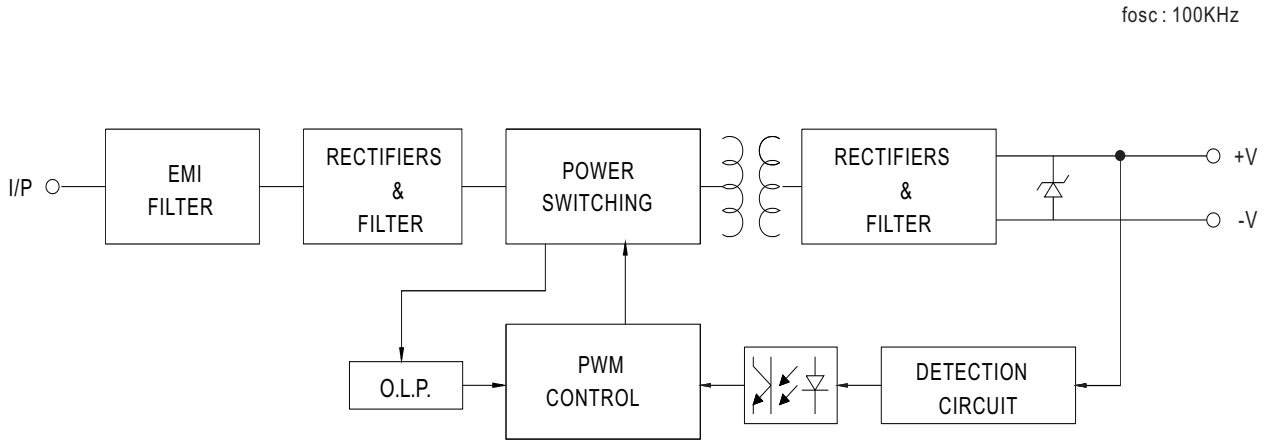 fosc : 100KHz
I/P
EMI
FILTER
RECTIFIERS
&
FILTER
POWER
SWITCHING
RECTIFIERS
&
FILTER
+V
-V
O.L.P.
PWM
CONTROL
DETECTION
CIRCUIT